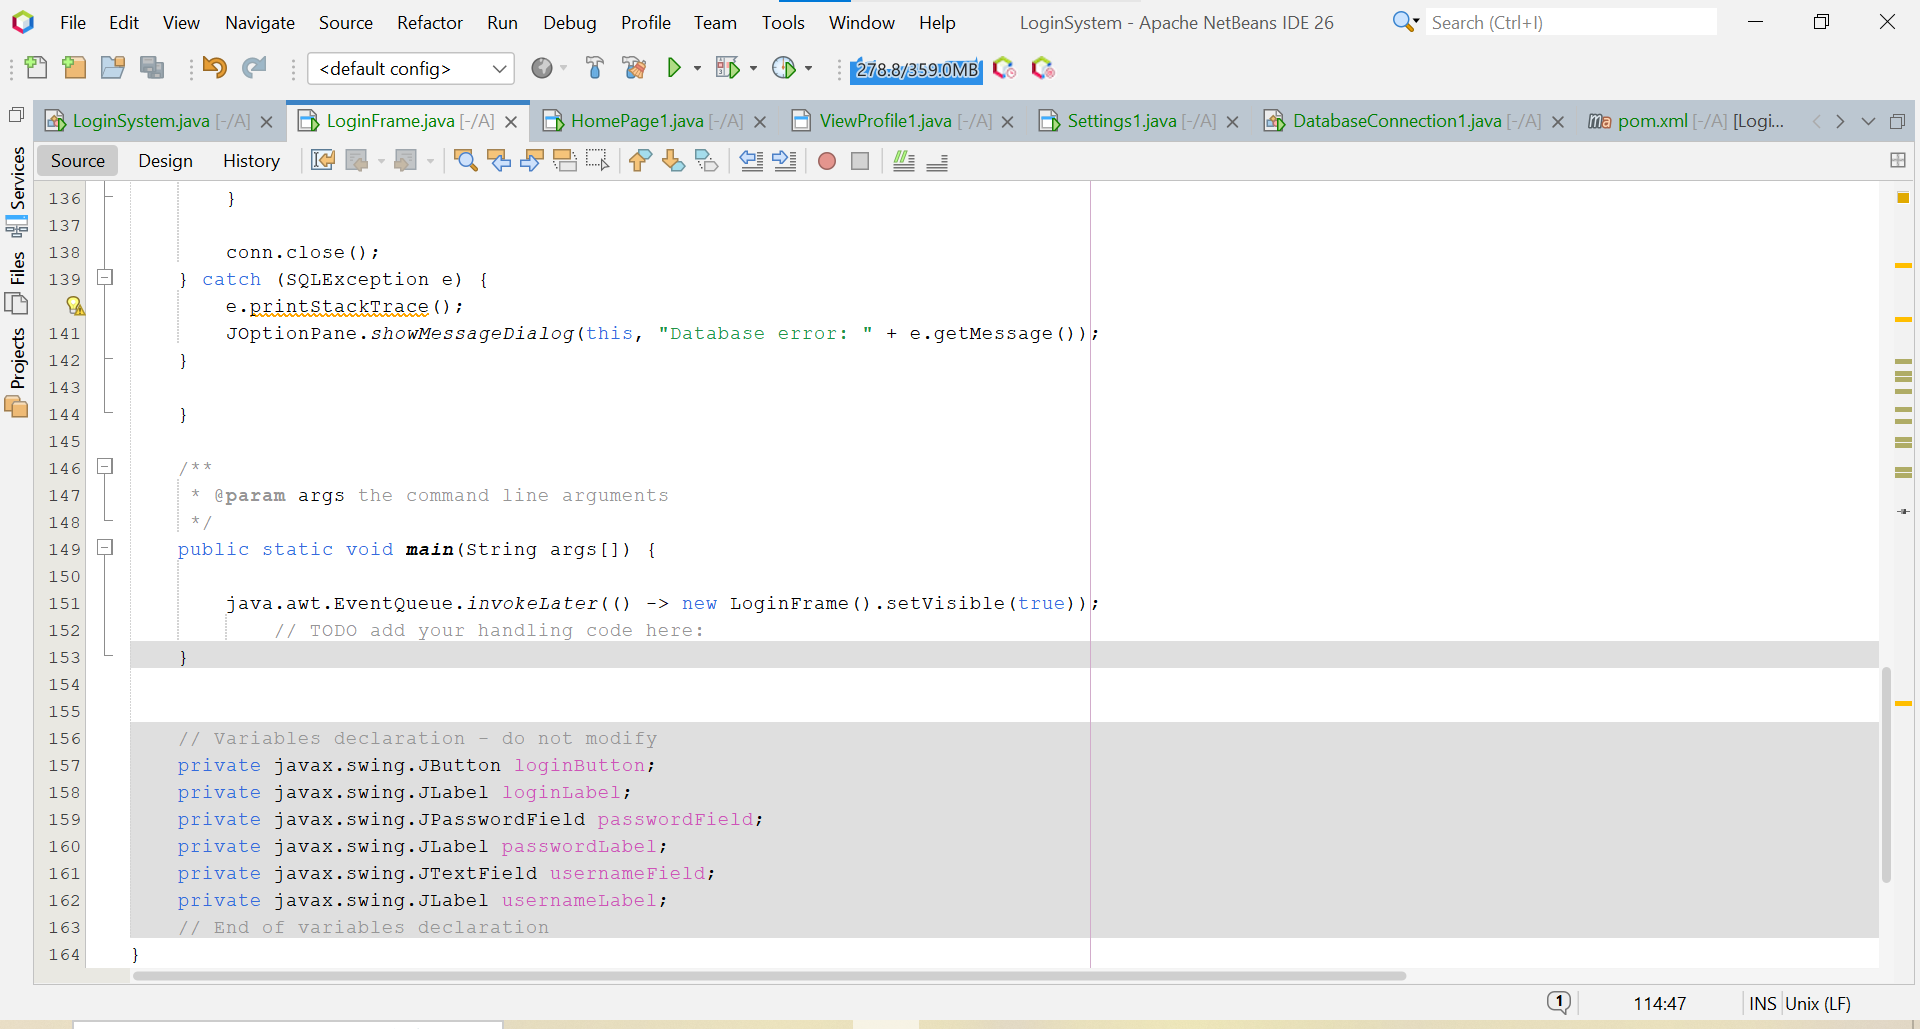 File Edit View Navigate Source Refactor Run Debug Profile Team Tools Window Help LoginSystem - Apache NetBeans IDE 26 Search (Ctrl+I)
<default config> 278.8/359.0MB
LoginSystem.java [-/A] LoginFrame.java [-/A] HomePage1.java [-/A] ViewProfile1.java [-/A] Settings1.java [-/A] DatabaseConnection1.java [-/A] pom.xml [-/A] [Logi...
Source Design History
Services
Files
Projects
136 }
137
138 conn.close();
139 } catch (SQLException e) {
e.printStackTrace();
141 JOptionPane.showMessageDialog(this, "Database error: " + e.getMessage());
142 }
143
144 }
145
146 /**
147 * @param args the command line arguments
148 */
149 public static void main(String args[]) {
150
151 java.awt.EventQueue.invokeLater(() -> new LoginFrame().setVisible(true));
152 // TODO add your handling code here:
153 }
154
155
156 // Variables declaration - do not modify
157 private javax.swing.JButton loginButton;
158 private javax.swing.JLabel loginLabel;
159 private javax.swing.JPasswordField passwordField;
160 private javax.swing.JLabel passwordLabel;
161 private javax.swing.JTextField usernameField;
162 private javax.swing.JLabel usernameLabel;
163 // End of variables declaration
164 }
1 114:47 INS Unix (LF)